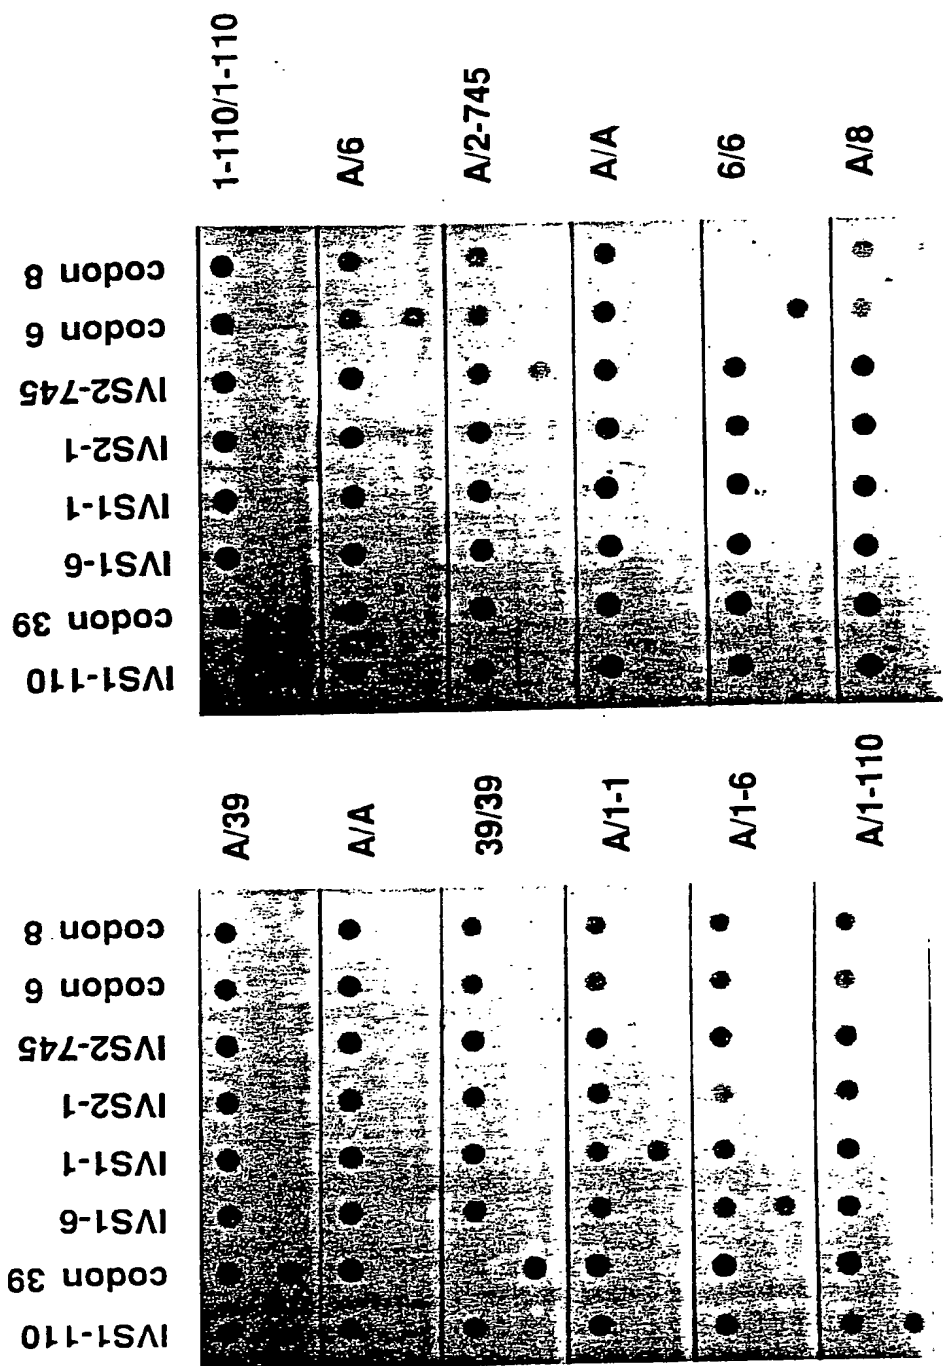 1-110/1-110
A/6
A/2-745
A/A
6/6
A/8
codon 8
codon 6
IVS2-745
IVS2-1
IVS1-1
IVS1-6
codon 39
IVS1-110
A/39
A/A
39/39
A/1-1
A/1-6
A/1-110
codon 8
codon 6
IVS2-745
IVS2-1
IVS1-1
IVS1-6
codon 39
IVS1-110